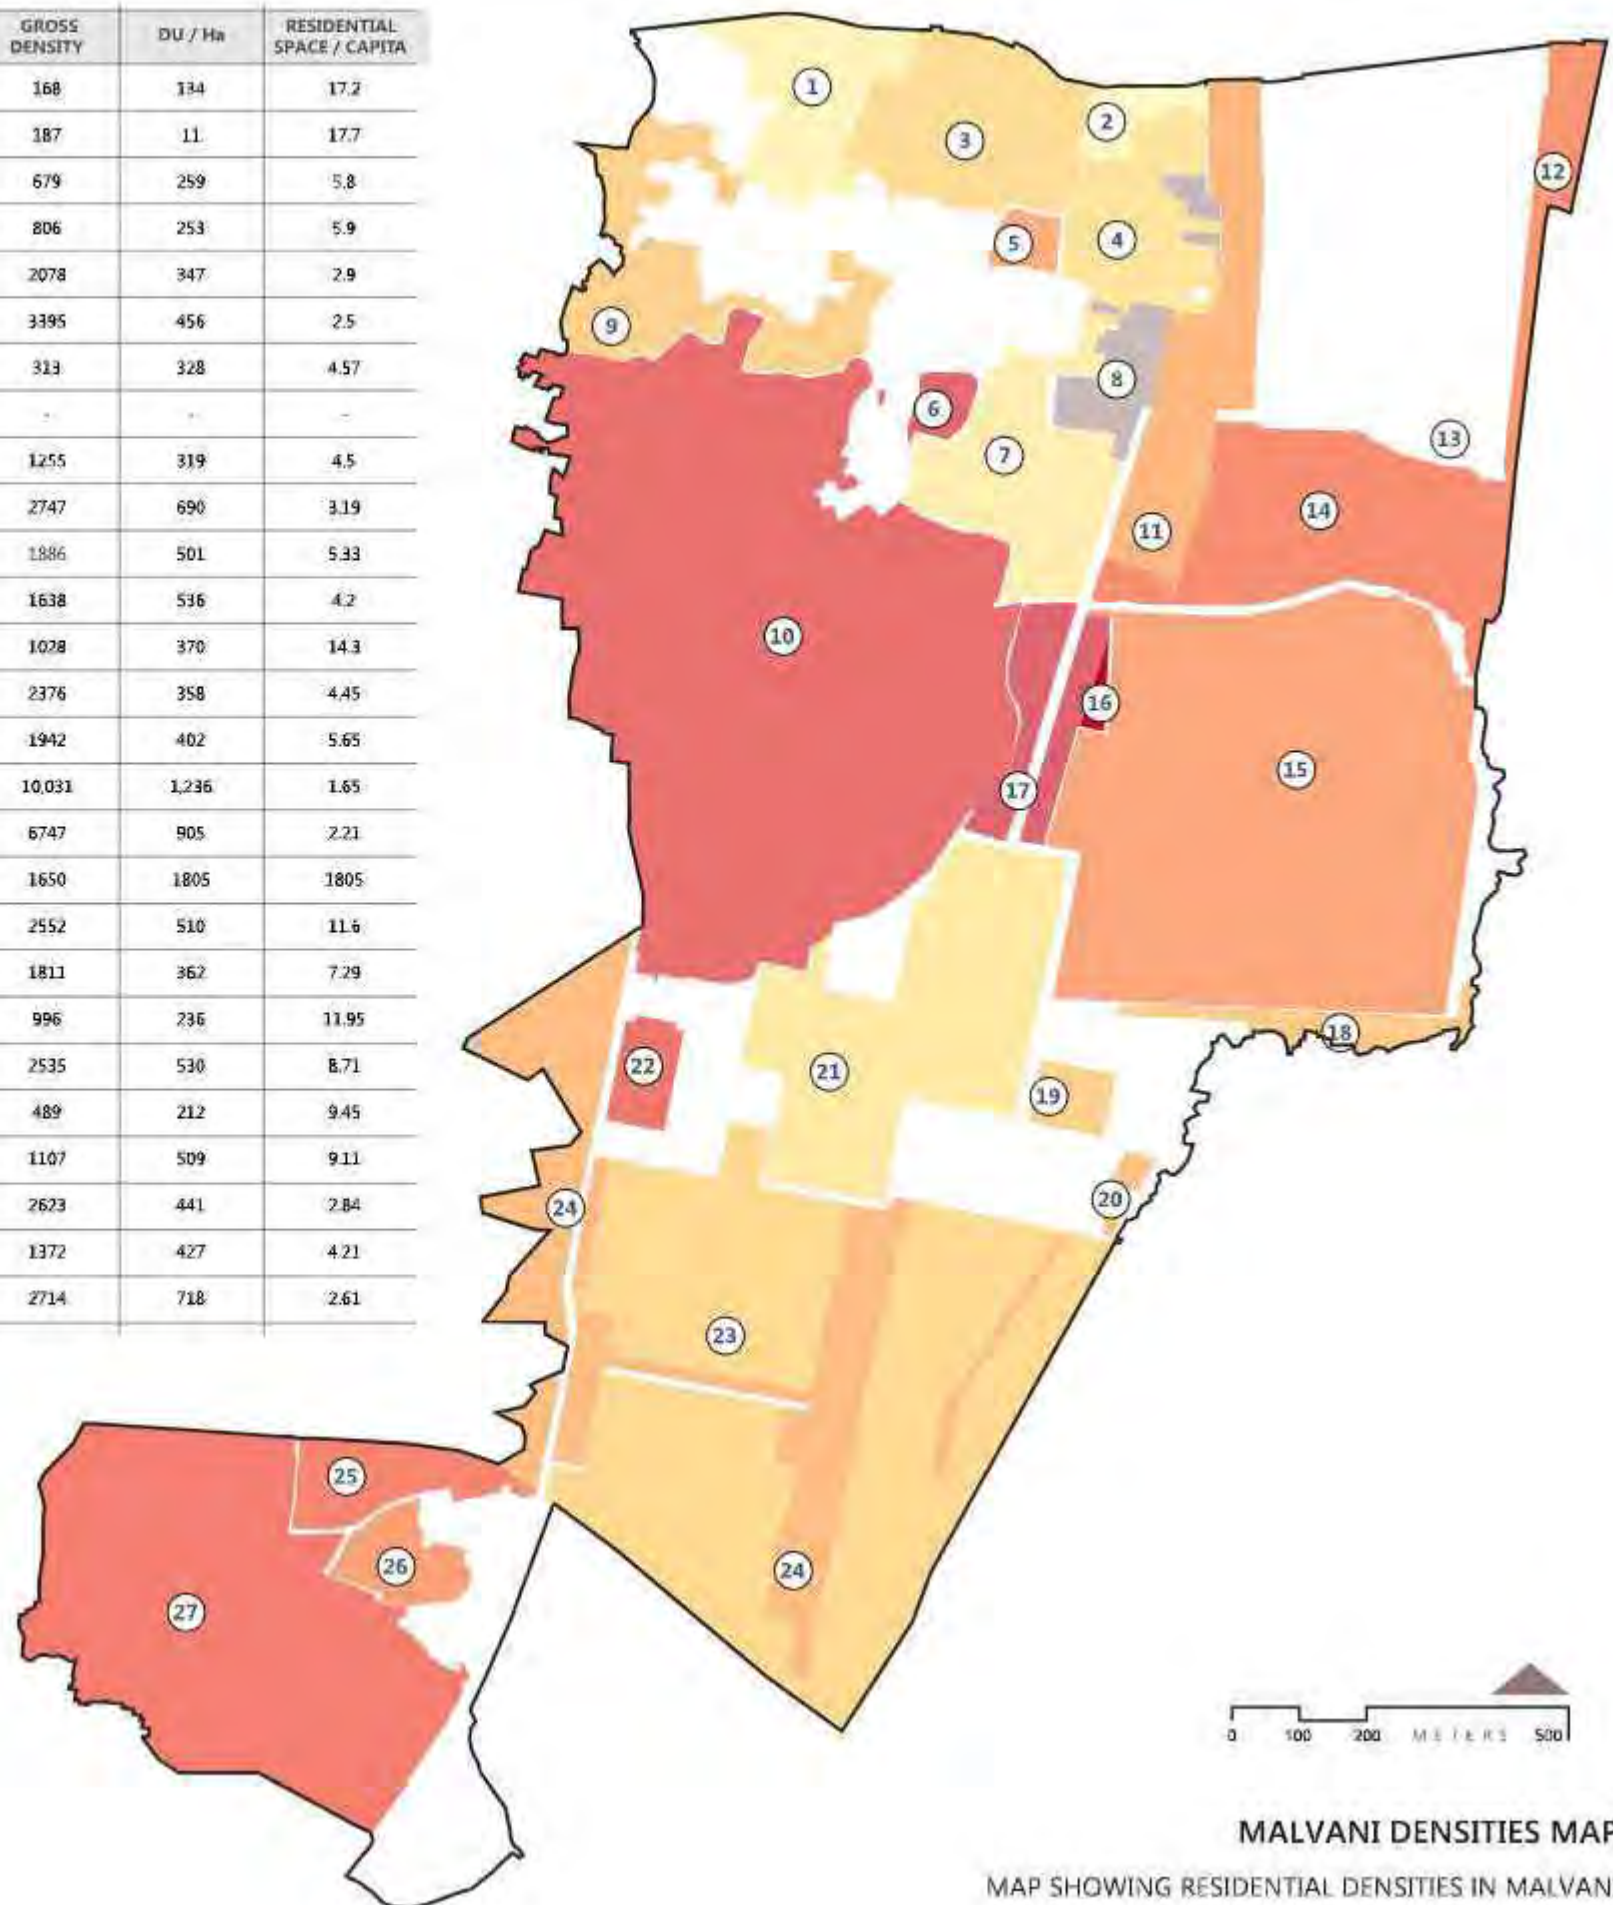 GROSS DENSITY DU / Ha RESIDENTIAL SPACE / CAPITA
168 134 17.2
187 11 17.7
679 259 5.8
806 253 5.9
2078 347 2.9
3395 456 2.5
313 328 4.57
- - -
1255 319 4.5
2747 690 3.19
1886 501 5.33
1638 536 4.2
1028 370 14.3
2376 358 4.45
1942 402 5.65
10,031 1,236 1.65
6747 905 2.21
1650 1805 1805
2552 510 11.6
1811 362 7.29
996 236 11.95
2535 530 8.71
489 212 9.45
1107 509 9.11
2623 441 2.84
1372 427 4.21
2714 718 2.61
1
2
3
12
5
4
9
8
6
7
13
14
11
10
16
15
17
18
22
21
19
20
24
23
25
24
26
27
0 100 200 METERS 500
MALVANI DENSITIES MAP
MAP SHOWING RESIDENTIAL DENSITIES IN MALVANI